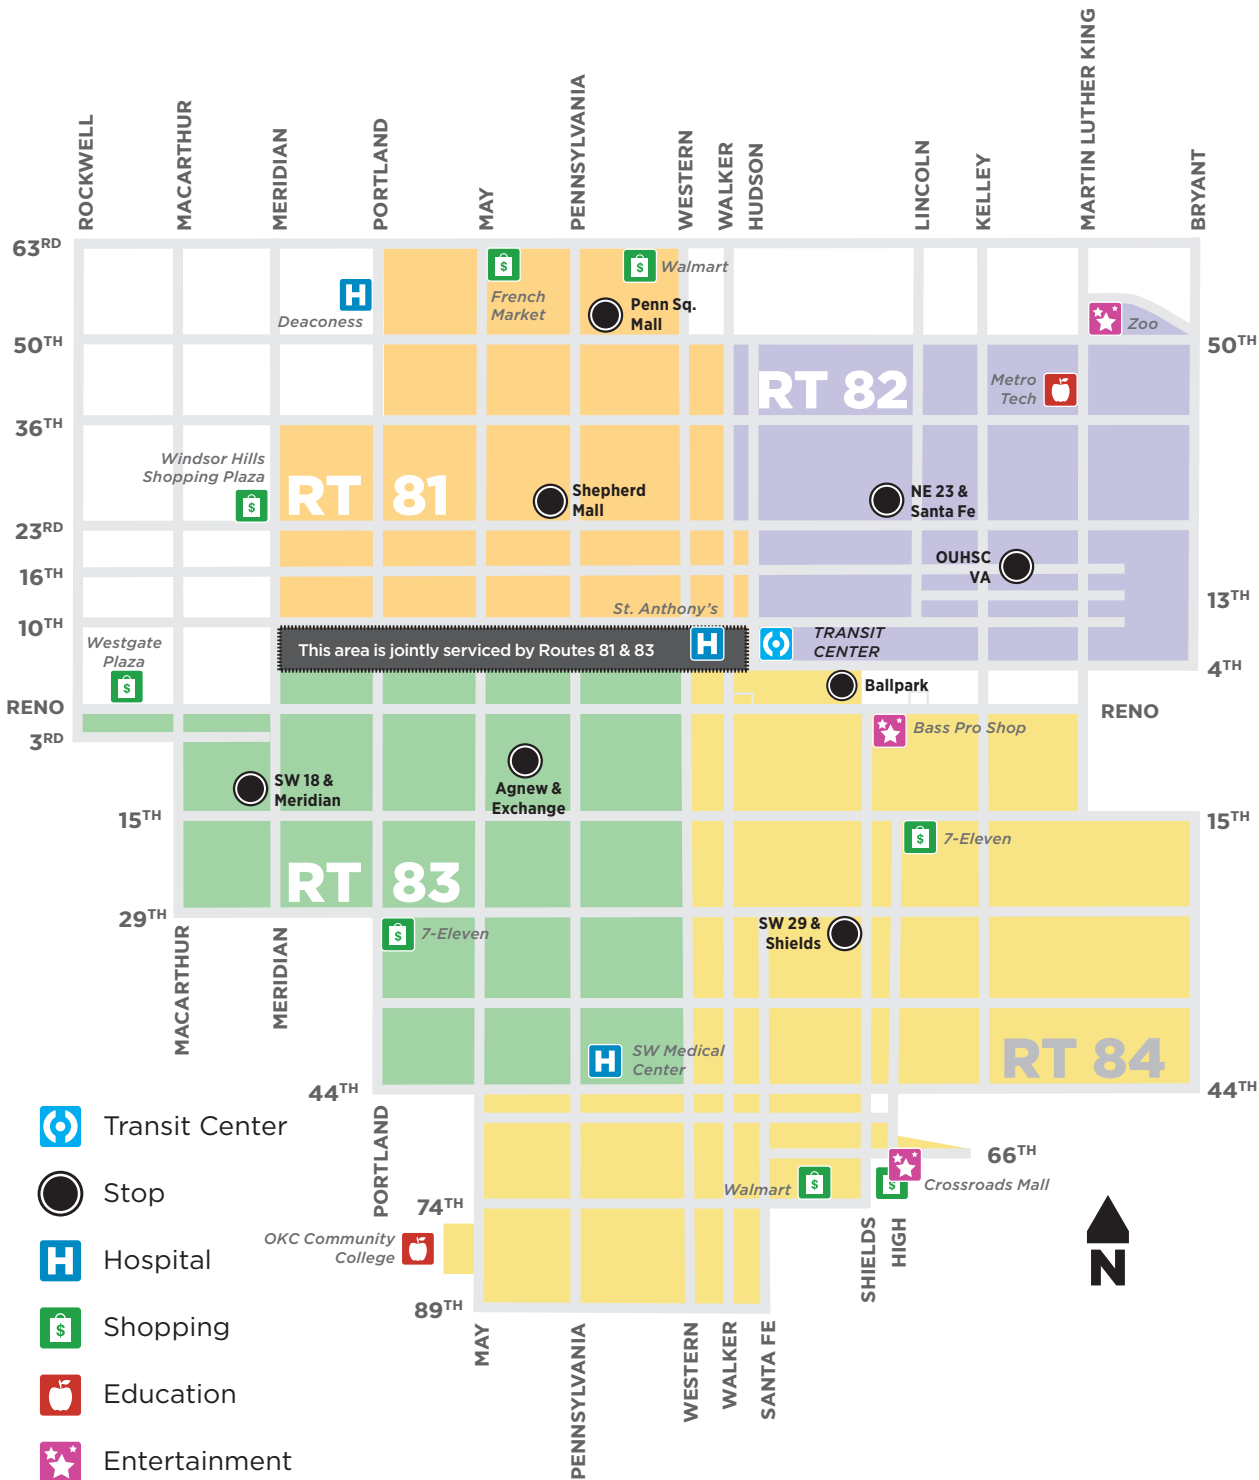 ROCKWELL
MACARTHUR
MERIDIAN
PORTLAND
MAY
PENNSYLVANIA
WESTERN
WALKER
HUDSON
LINCOLN
KELLEY
MARTIN LUTHER KING
BRYANT
63RD
French
Market
Walmart
Deaconess
Penn Sq.
Mall
Zoo
50TH
50TH
RT 82
Metro
Tech
36TH
Windsor Hills
Shopping Plaza
RT 81
Shepherd
Mall
NE 23 &
Santa Fe
23RD
OUHSC
VA
16TH
13TH
St. Anthony's
10TH
Westgate
Plaza
This area is jointly serviced by Routes 81 & 83
H
TRANSIT
CENTER
4TH
Ballpark
RENO
RENO
Bass Pro Shop
3RD
SW 18 &
Meridian
Agnew &
Exchange
15TH
15TH
7-Eleven
RT 83
29TH
7-Eleven
SW 29 &
Shields
MACARTHUR
MERIDIAN
H
SW Medical
Center
RT 84
44TH
44TH
Transit Center
PORTLAND
66TH
Stop
Walmart
Crossroads Mall
74TH
OKC Community
College
SHIELDS
HIGH
N
H
Hospital
89TH
Shopping
MAY
PENNSYLVANIA
WESTERN
WALKER
SANTA FE
Education
Entertainment
H
$
$
$
$
$
$
$
$
$